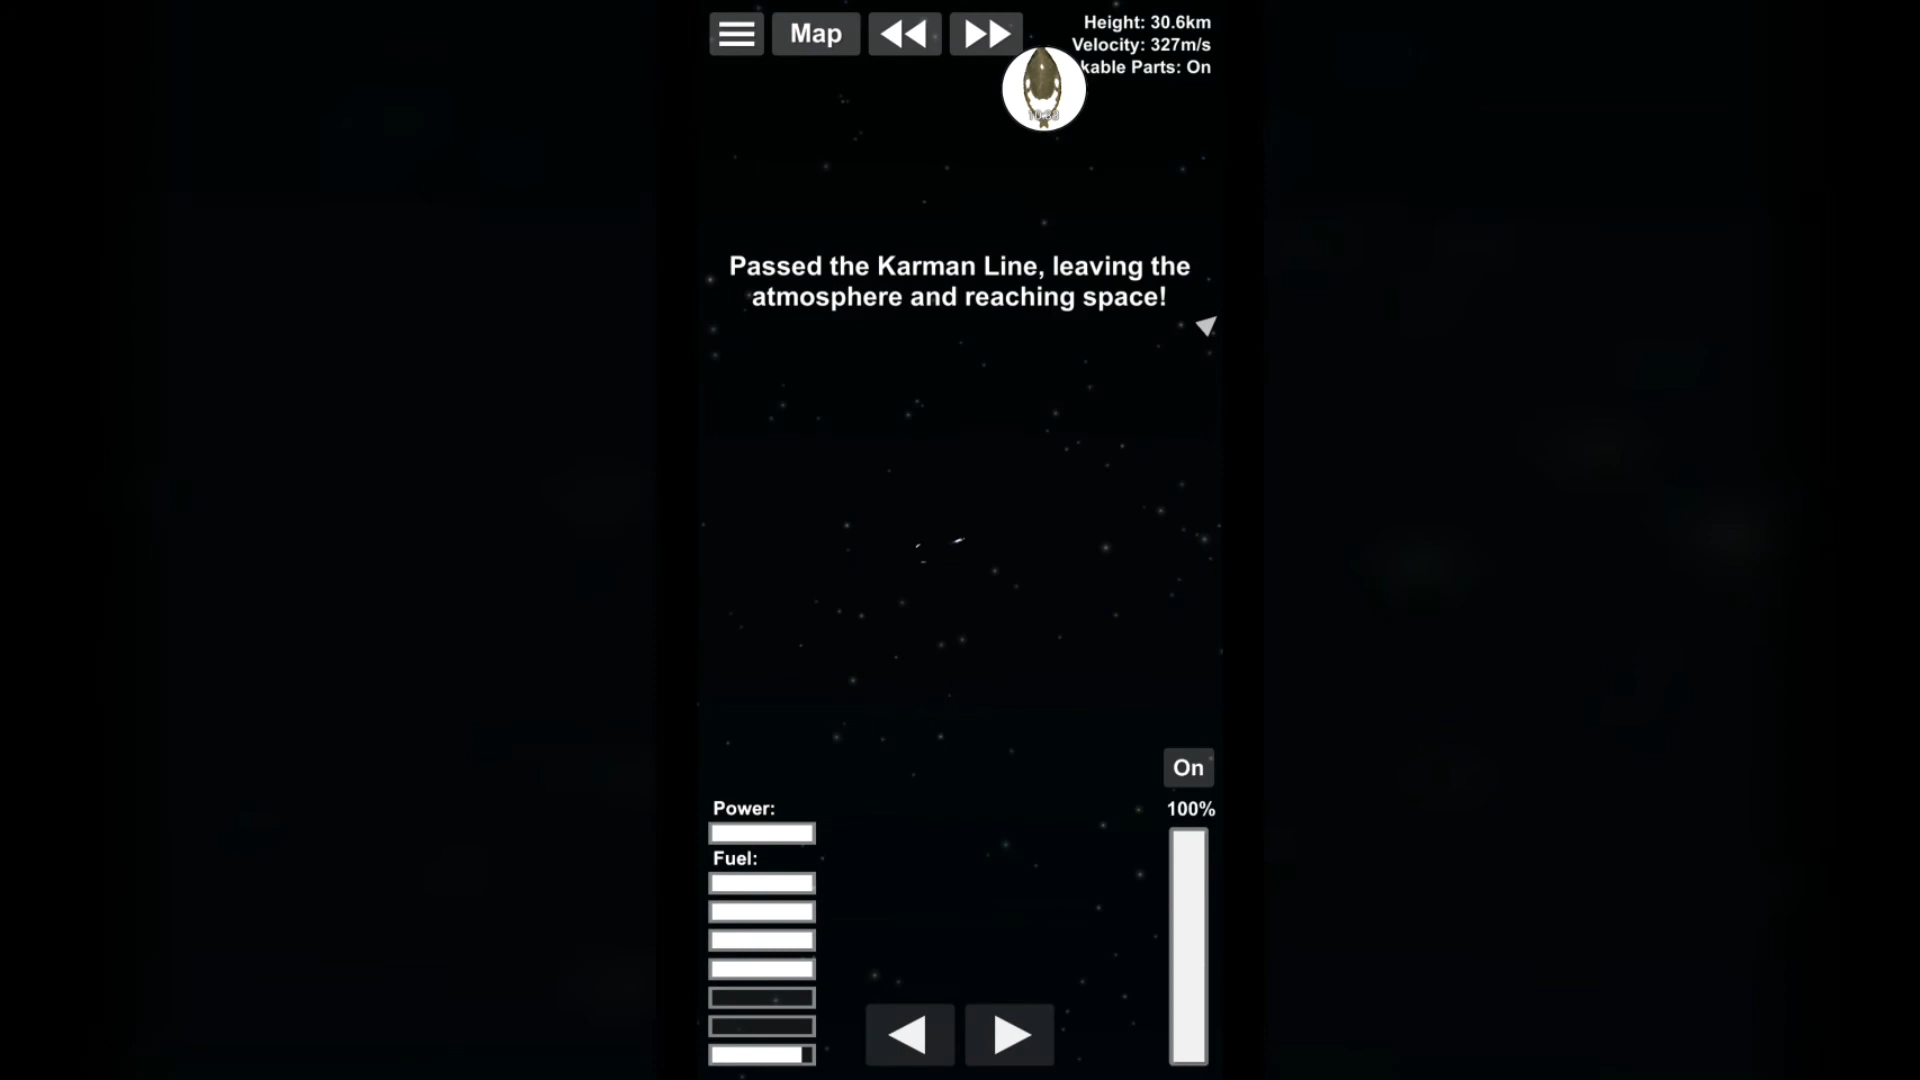 Map
Height: 30.6km
Velocity: 327m/s
kable Parts: On
Passed the Karman Line, leaving the
atmosphere and reaching space!
On
100%
Power:
Fuel: